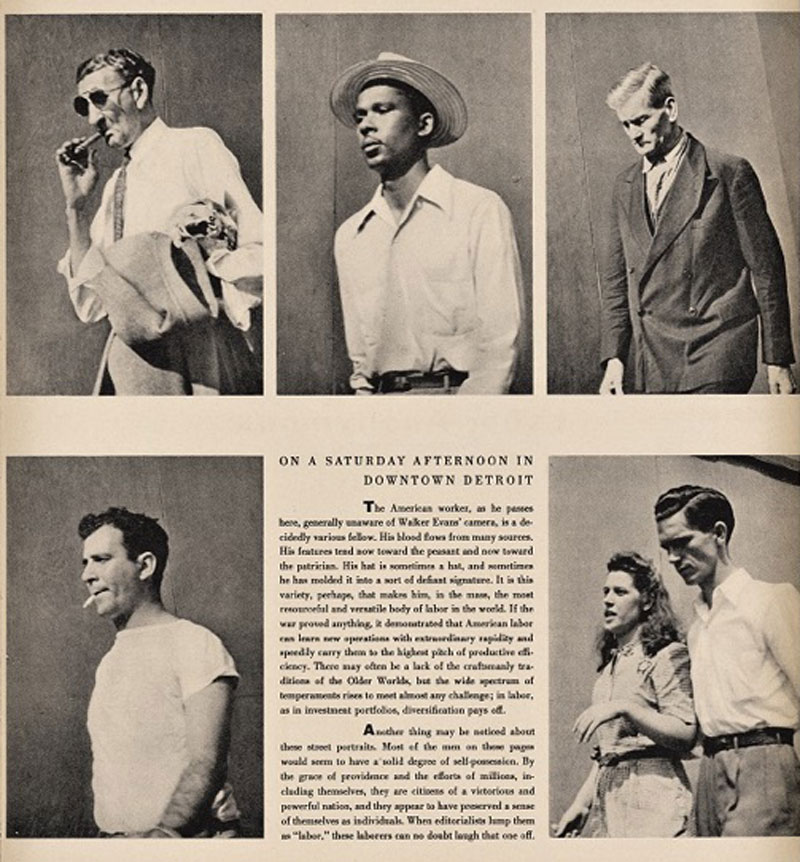 ON A SATURDAY AFTERNOON IN
DOWNTOWN DETROIT
The American worker, as he passes
here, generally unaware of Walker Evans' camera, is a de-
cidedly various fellow. His blood flows from many sources.
His features tend now toward the peasant and now toward
the patrician. His hat is sometimes a hat, and sometimes
he has molded it into a sort of defiant signature. It is this
variety, perhaps, that makes him, in the mass, the most
resourceful and versatile body of labor in the world. If the
war proved anything, it demonstrated that American labor
can learn new operations with extraordinary rapidity and
speedily carry them to the highest pitch of productive effi-
ciency. There may often be a lack of the craftsmanly tra-
ditions of the Older Worlds, but the wide spectrum of
temperaments rises to meet almost any challenge; in labor,
as in investment portfolios, diversification pays off.
Another thing may be noticed about
these street portraits. Most of the men on these pages
would seem to have a solid degree of self-possession. By
the grace of providence and the efforts of millions, in-
cluding themselves, they are citizens of a victorious and
powerful nation, and they appear to have preserved a sense
of themselves as individuals. When editorialists lump them
as "labor," these laborers can no doubt laugh that one off.